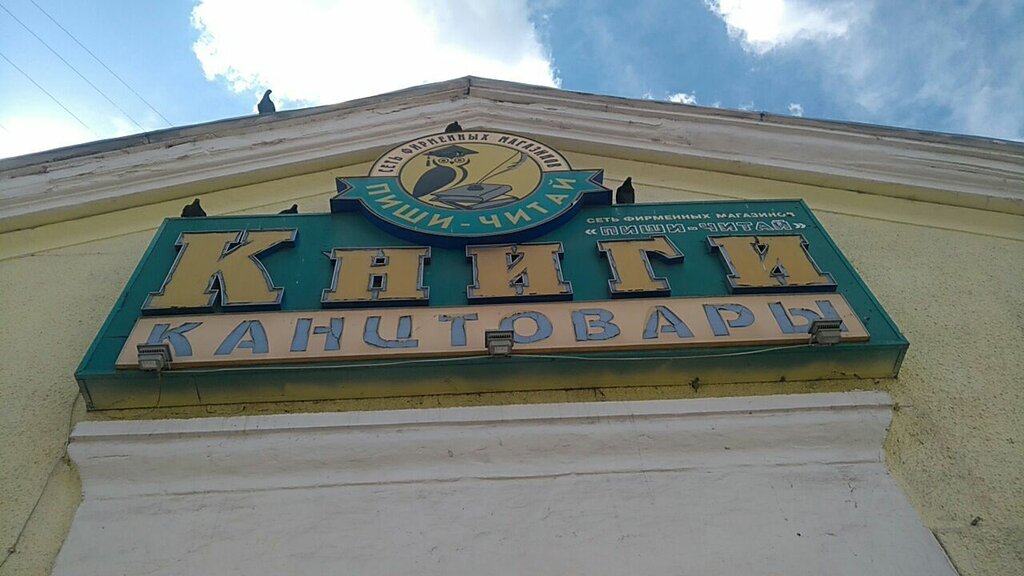 СЕТЬ ФИРМЕННЫХ МАГАЗИНОВ
ПИШИ-ЧИТАЙ
СЕТЬ ФИРМЕННЫХ МАГАЗИНОВ
«ПИШИ-ЧИТАЙ»
Книги
КАНЦТОВАРЫ